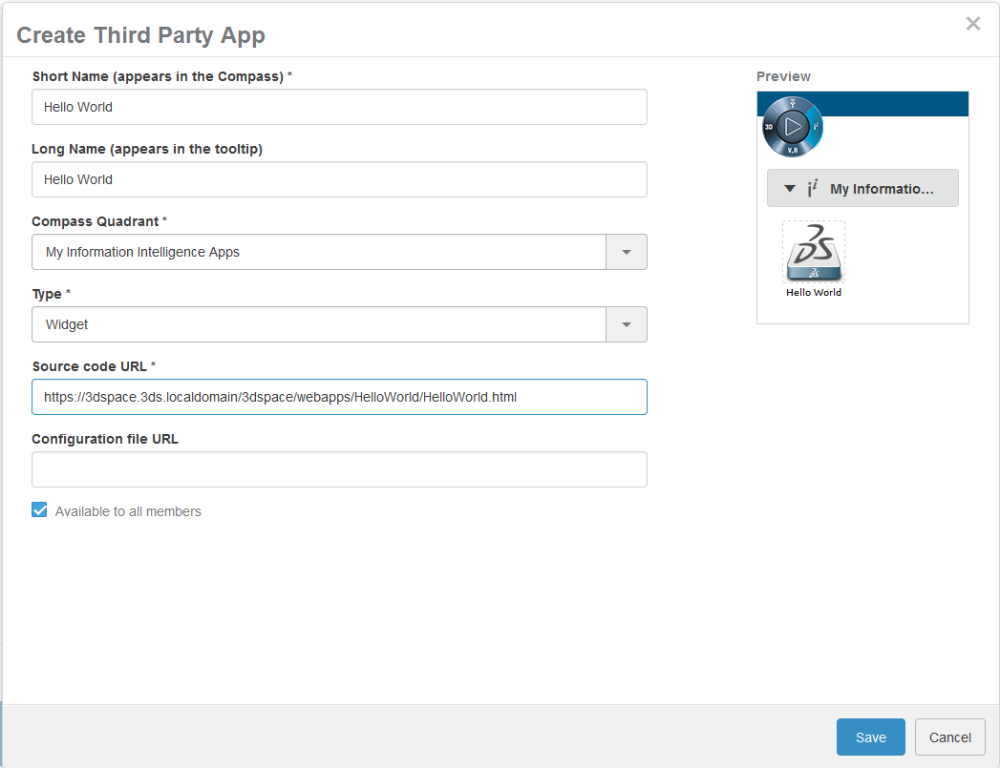 Create Third Party App
×
Short Name (appears in the Compass) *
Hello World
Long Name (appears in the tooltip)
Hello World
Compass Quadrant *
My Information Intelligence Apps
Type *
Widget
Source code URL *
https://3dspace.3ds.localdomain/3dspace/webapps/HelloWorld/HelloWorld.html
Configuration file URL
Available to all members
Preview
3D
i²
V.R
My Informatio...
Hello World
Save
Cancel